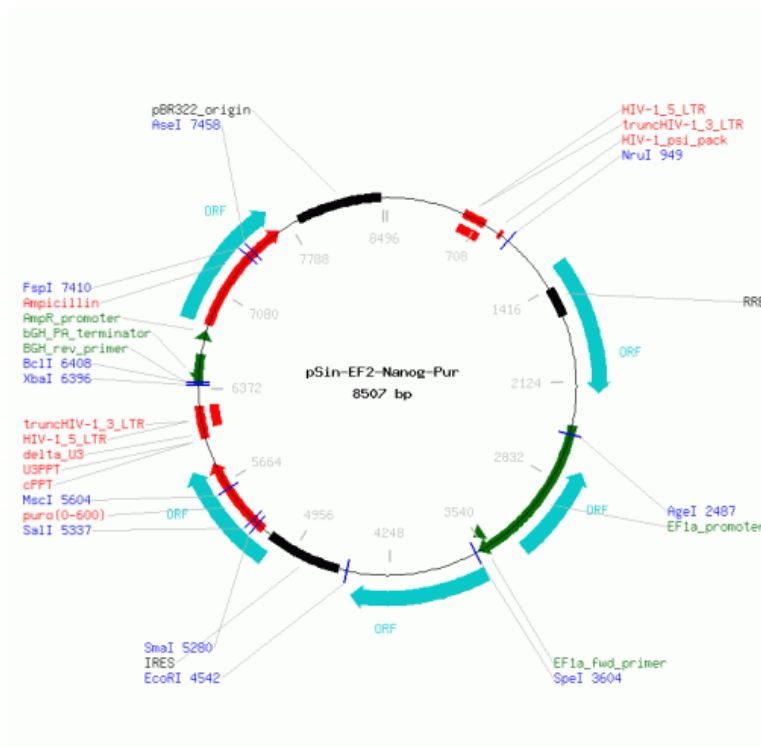 pBR322_origin
AseI 7458
HIV-1_5_LTR
truncHIV-1_3_LTR
HIV-1_psi_pack
NruI 949
ORF
8496
708
7788
FspI 7410
Ampicillin
AmpR_promoter
bGH_PA_terminator
BGH_rev_primer
BclI 6408
XbaI 6396
7080
1416
RRE
ORF
pSin-EF2-Nanog-Pur
8507 bp
6372
2124
truncHIV-1_3_LTR
HIV-1_5_LTR
delta_U3
U3PPT
cPPT
MscI 5604
puro(0-600)
SalI 5337
ORF
5664
2832
4956
4248
3540
AgeI 2487
ORF
EF1a_promoter
ORF
SmaI 5280
IRES
EcoRI 4542
EF1a_fwd_primer
SpeI 3604